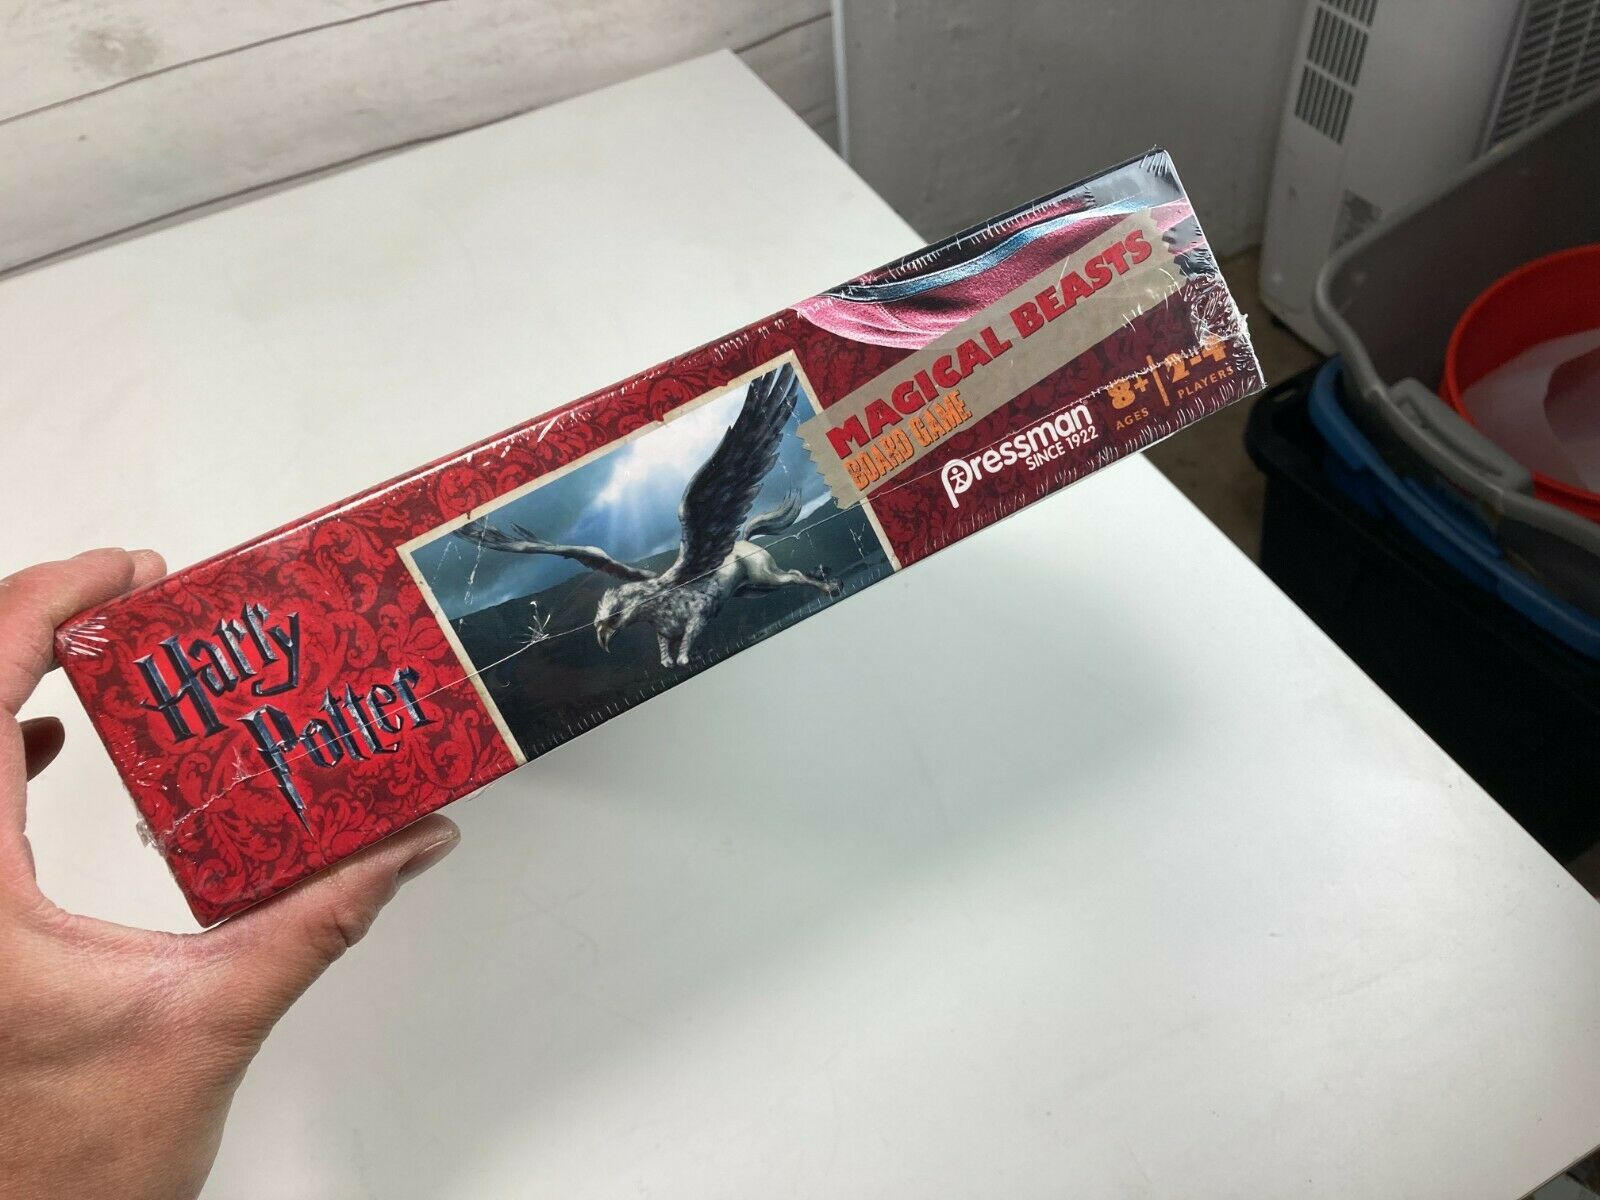 Harry
Potter
MAGICAL BEASTS
BOARD GAME
pressman
SINCE 1922
8+
AGES
2-4
PLAYERS